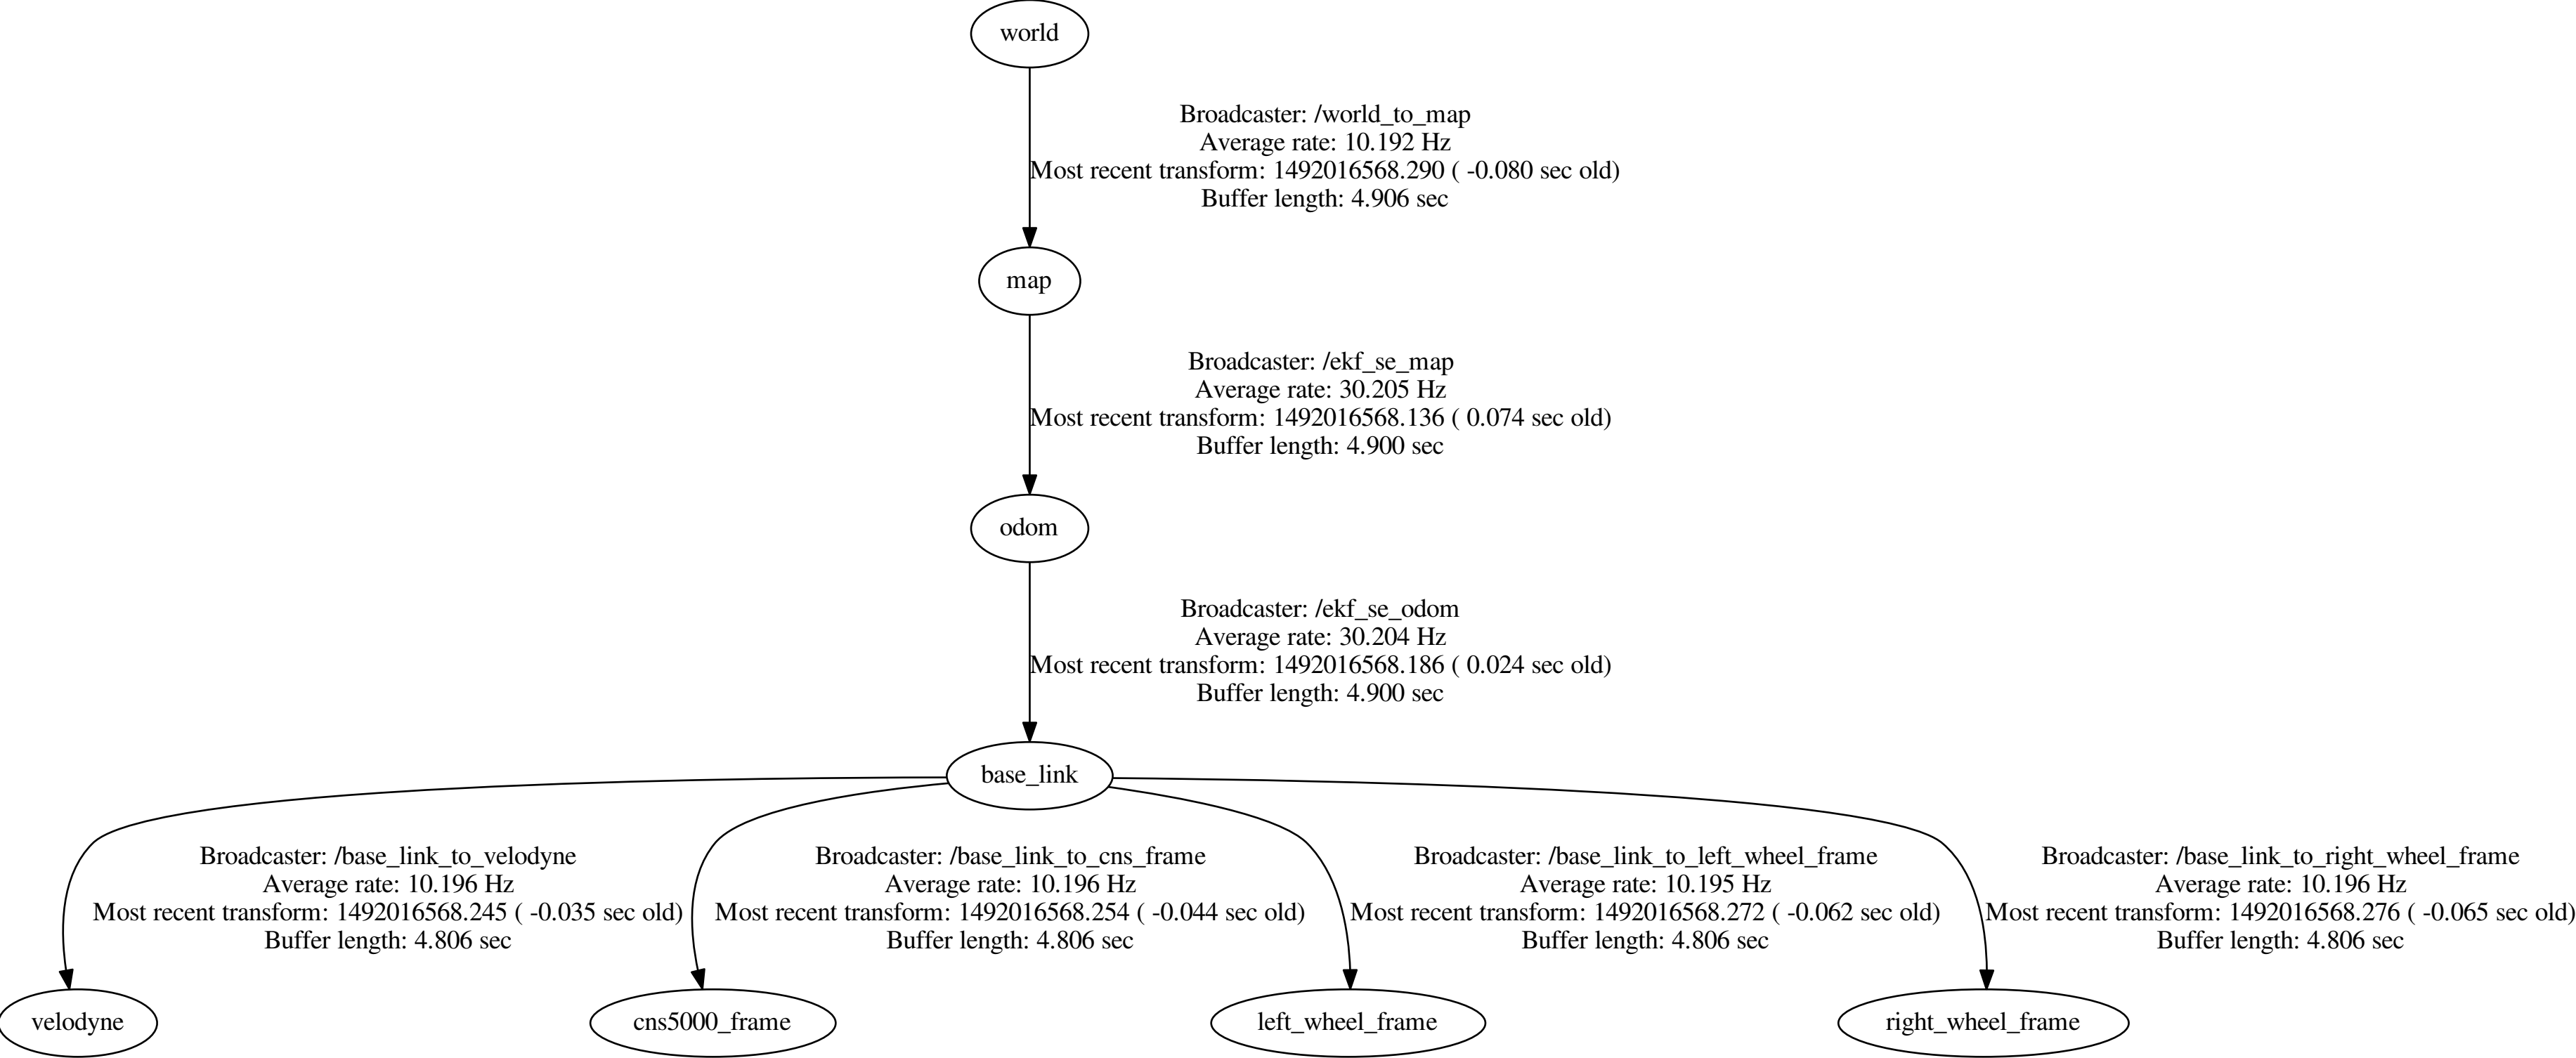 world
Broadcaster: /world_to_map
Average rate: 10.192 Hz
Most recent transform: 1492016568.290 ( -0.080 sec old)
Buffer length: 4.906 sec
map
Broadcaster: /ekf_se_map
Average rate: 30.205 Hz
Most recent transform: 1492016568.136 ( 0.074 sec old)
Buffer length: 4.900 sec
odom
Broadcaster: /ekf_se_odom
Average rate: 30.204 Hz
Most recent transform: 1492016568.186 ( 0.024 sec old)
Buffer length: 4.900 sec
base_link
Broadcaster: /base_link_to_velodyne
Average rate: 10.196 Hz
Most recent transform: 1492016568.245 ( -0.035 sec old)
Buffer length: 4.806 sec
Broadcaster: /base_link_to_cns_frame
Average rate: 10.196 Hz
Most recent transform: 1492016568.254 ( -0.044 sec old)
Buffer length: 4.806 sec
Broadcaster: /base_link_to_left_wheel_frame
Average rate: 10.195 Hz
Most recent transform: 1492016568.272 ( -0.062 sec old)
Buffer length: 4.806 sec
Broadcaster: /base_link_to_right_wheel_frame
Average rate: 10.196 Hz
Most recent transform: 1492016568.276 ( -0.065 sec old)
Buffer length: 4.806 sec
velodyne
cns5000_frame
left_wheel_frame
right_wheel_frame